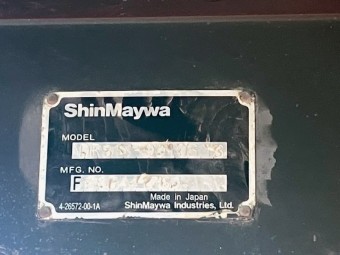 ShinMaywa
MODEL
MFG. NO.
F
Made in Japan
4-26572-00-1A ShinMaywa Industries, Ltd.